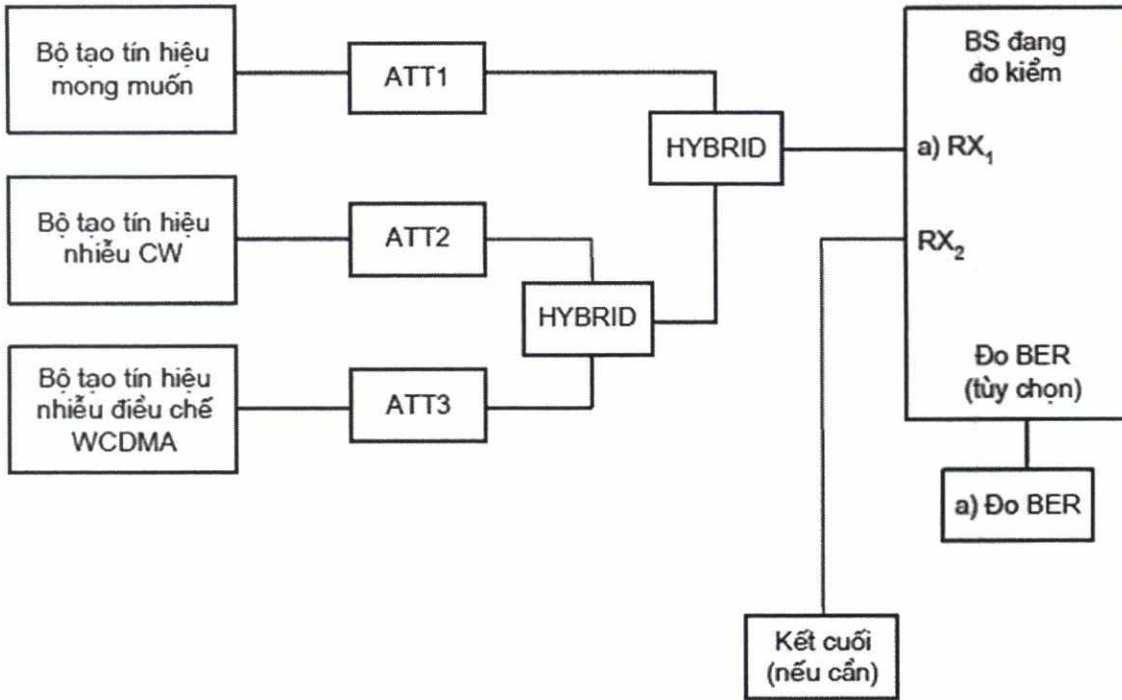 Bộ tạo tín hiệu
mong muốn
ATT1
HYBRID
BS đang
đo kiểm
a) RX₁
Bộ tạo tín hiệu
nhiễu CW
ATT2
RX₂
HYBRID
Bộ tạo tín hiệu
nhiễu điều chế
WCDMA
ATT3
Đo BER
(tùy chọn)
a) Đo BER
Kết cuối
(nếu cần)